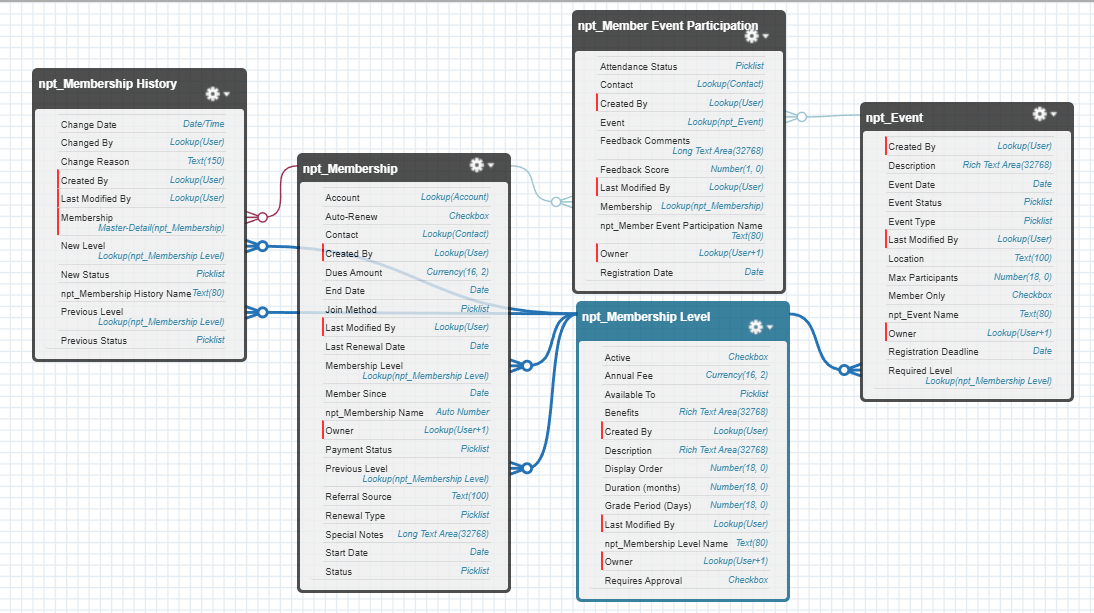 npt_Membership History
Change Date Date/Time
Changed By Lookup(User)
Change Reason Text(150)
Created By Lookup(User)
Last Modified By Lookup(User)
Membership
Master-Detail(npt_Membership)
New Level
Lookup(npt_Membership Level)
New Status Picklist
npt_Membership History Name Text(80)
Previous Level
Lookup(npt_Membership Level)
Previous Status Picklist
npt_Membership
Account Lookup(Account)
Auto-Renew Checkbox
Contact Lookup(Contact)
Created By Lookup(User)
Dues Amount Currency(16, 2)
End Date Date
Join Method Picklist
Last Modified By Lookup(User)
Last Renewal Date Date
Membership Level
Lookup(npt_Membership Level)
Member Since Date
npt_Membership Name Auto Number
Owner Lookup(User+1)
Payment Status Picklist
Previous Level
Lookup(npt_Membership Level)
Referral Source Text(100)
Renewal Type Picklist
Special Notes Long Text Area(32768)
Start Date Date
Status Picklist
npt_Member Event Participation
Attendance Status Picklist
Contact Lookup(Contact)
Created By Lookup(User)
Event Lookup(npt_Event)
Feedback Comments
Long Text Area(32768)
Feedback Score Number(1, 0)
Last Modified By Lookup(User)
Membership Lookup(npt_Membership)
npt_Member Event Participation Name
Text(80)
Owner Lookup(User+1)
Registration Date Date
npt_Membership Level
Active Checkbox
Annual Fee Currency(16, 2)
Available To Picklist
Benefits Rich Text Area(32768)
Created By Lookup(User)
Description Rich Text Area(32768)
Display Order Number(18, 0)
Duration (months) Number(18, 0)
Grade Period (Days) Number(18, 0)
Last Modified By Lookup(User)
npt_Membership Level Name Text(80)
Owner Lookup(User+1)
Requires Approval Checkbox
npt_Event
Created By Lookup(User)
Description Rich Text Area(32768)
Event Date Date
Event Status Picklist
Event Type Picklist
Last Modified By Lookup(User)
Location Text(100)
Max Participants Number(18, 0)
Member Only Checkbox
npt_Event Name Text(80)
Owner Lookup(User+1)
Registration Deadline Date
Required Level
Lookup(npt_Membership Level)